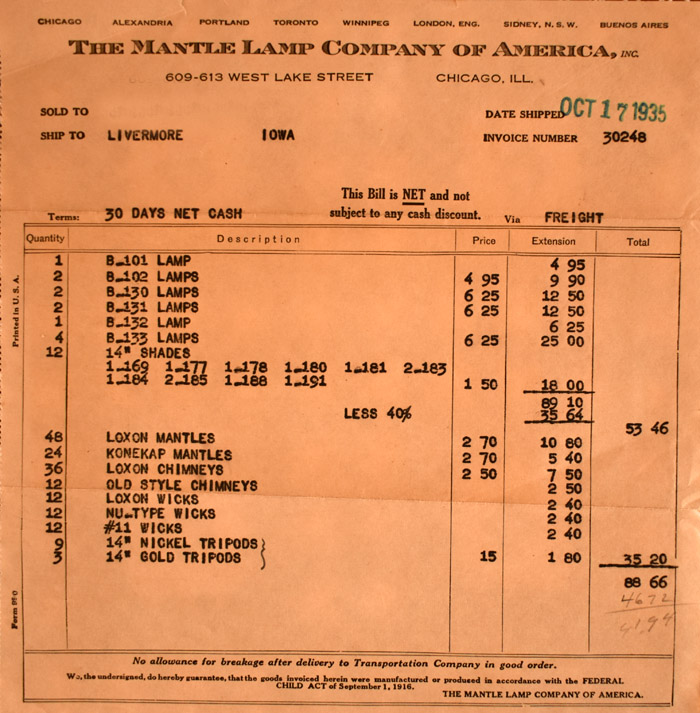 CHICAGO ALEXANDRIA PORTLAND TORONTO WINNIPEG LONDON, ENG. SIDNEY, N. S. W. BUENOS AIRES
THE MANTLE LAMP COMPANY OF AMERICA, INC.
609-613 WEST LAKE STREET CHICAGO, ILL.
SOLD TO DATE SHIPPED OCT 17 1935
SHIP TO LIVERMORE IOWA INVOICE NUMBER 30248
This Bill is NET and not
subject to any cash discount.
Terms: 30 DAYS NET CASH Via FREIGHT
Quantity Description Price Extension Total
1 B-101 LAMP 4 95
2 B-102 LAMPS 4 95 9 90
2 B-130 LAMPS 6 25 12 50
2 B-131 LAMPS 6 25 12 50
1 B-132 LAMP 6 25
4 B-133 LAMPS 6 25 25 00
12 14" SHADES
1-169 1-177 1-178 1-180 1-181 2-183
1-184 2-185 1-188 1-191 1 50 18 00
89 10
LESS 40% 35 64
53 46
48 LOXON MANTLES 2 70 10 80
24 KONEKAP MANTLES 2 70 5 40
36 LOXON CHIMNEYS 2 50 7 50
12 OLD STYLE CHIMNEYS 2 50
12 LOXON WICKS 2 40
12 NU-TYPE WICKS 2 40
12 #11 WICKS 2 40
9 14" NICKEL TRIPODS}
3 14" GOLD TRIPODS 15 1 80 35 20
88 66
4672
Printed in U. S. A.
No allowance for breakage after delivery to Transportation Company in good order.
We, the undersigned, do hereby guarantee, that the goods invoiced herein were manufactured or produced in accordance with the FEDERAL
CHILD ACT of September 1, 1916.
THE MANTLE LAMP COMPANY OF AMERICA.